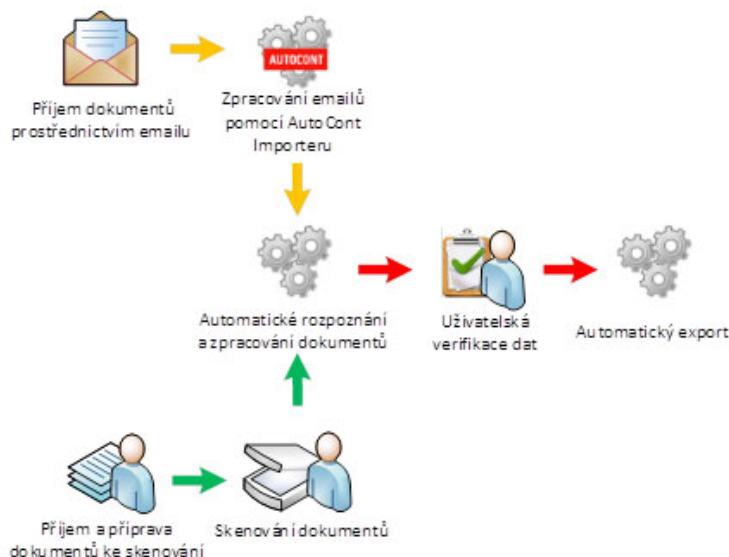 AUTOCONT
Příjem dokumentů
prostřednictvím emailu
Zpracování emailů
pomocí AutoCont
Importeru
Automatické rozpoznání
a zpracování dokumentů
Uživatelská
verifikace dat
Automatický export
Příjem a příprava
dokumentů ke skenování
Skenování dokumentů